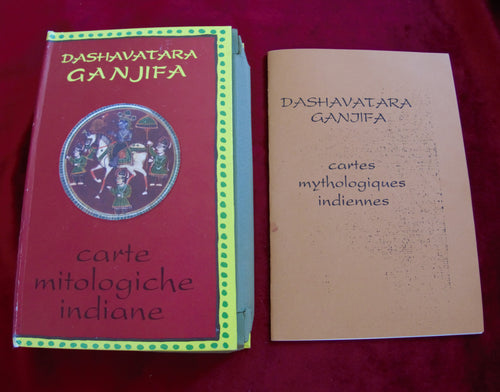 DASHAVATARA
GANJIFA
carte
mitologiche
indiane
DASHAVATARA
GANJIFA
cartes
mythologiques
indiennes